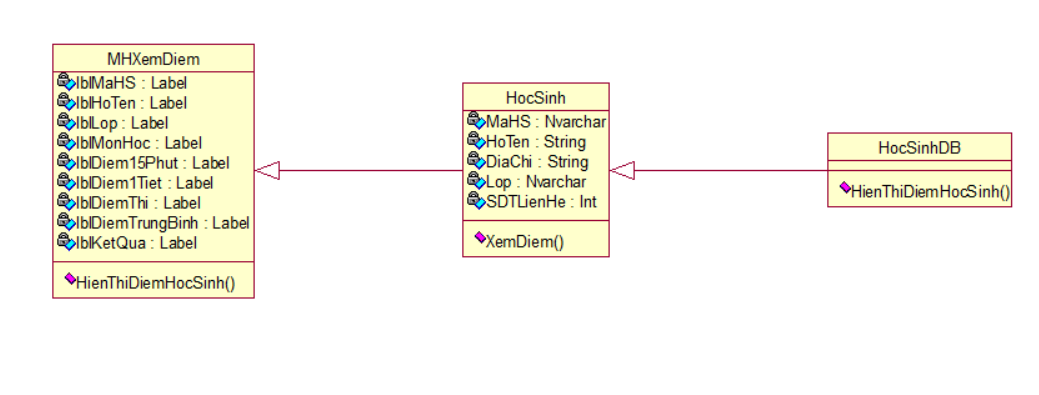 MHXemDiem
lblMaHS : Label
lblHoTen : Label
lblLop : Label
lblMonHoc : Label
lblDiem15Phut : Label
lblDiem1Tiet : Label
lblDiemThi : Label
lblDiemTrungBinh : Label
lblKetQua : Label
HienThiDiemHocSinh()
HocSinh
MaHS : Nvarchar
HoTen : String
DiaChi : String
Lop : Nvarchar
SDTLienHe : Int
XemDiem()
HocSinhDB
HienThiDiemHocSinh()